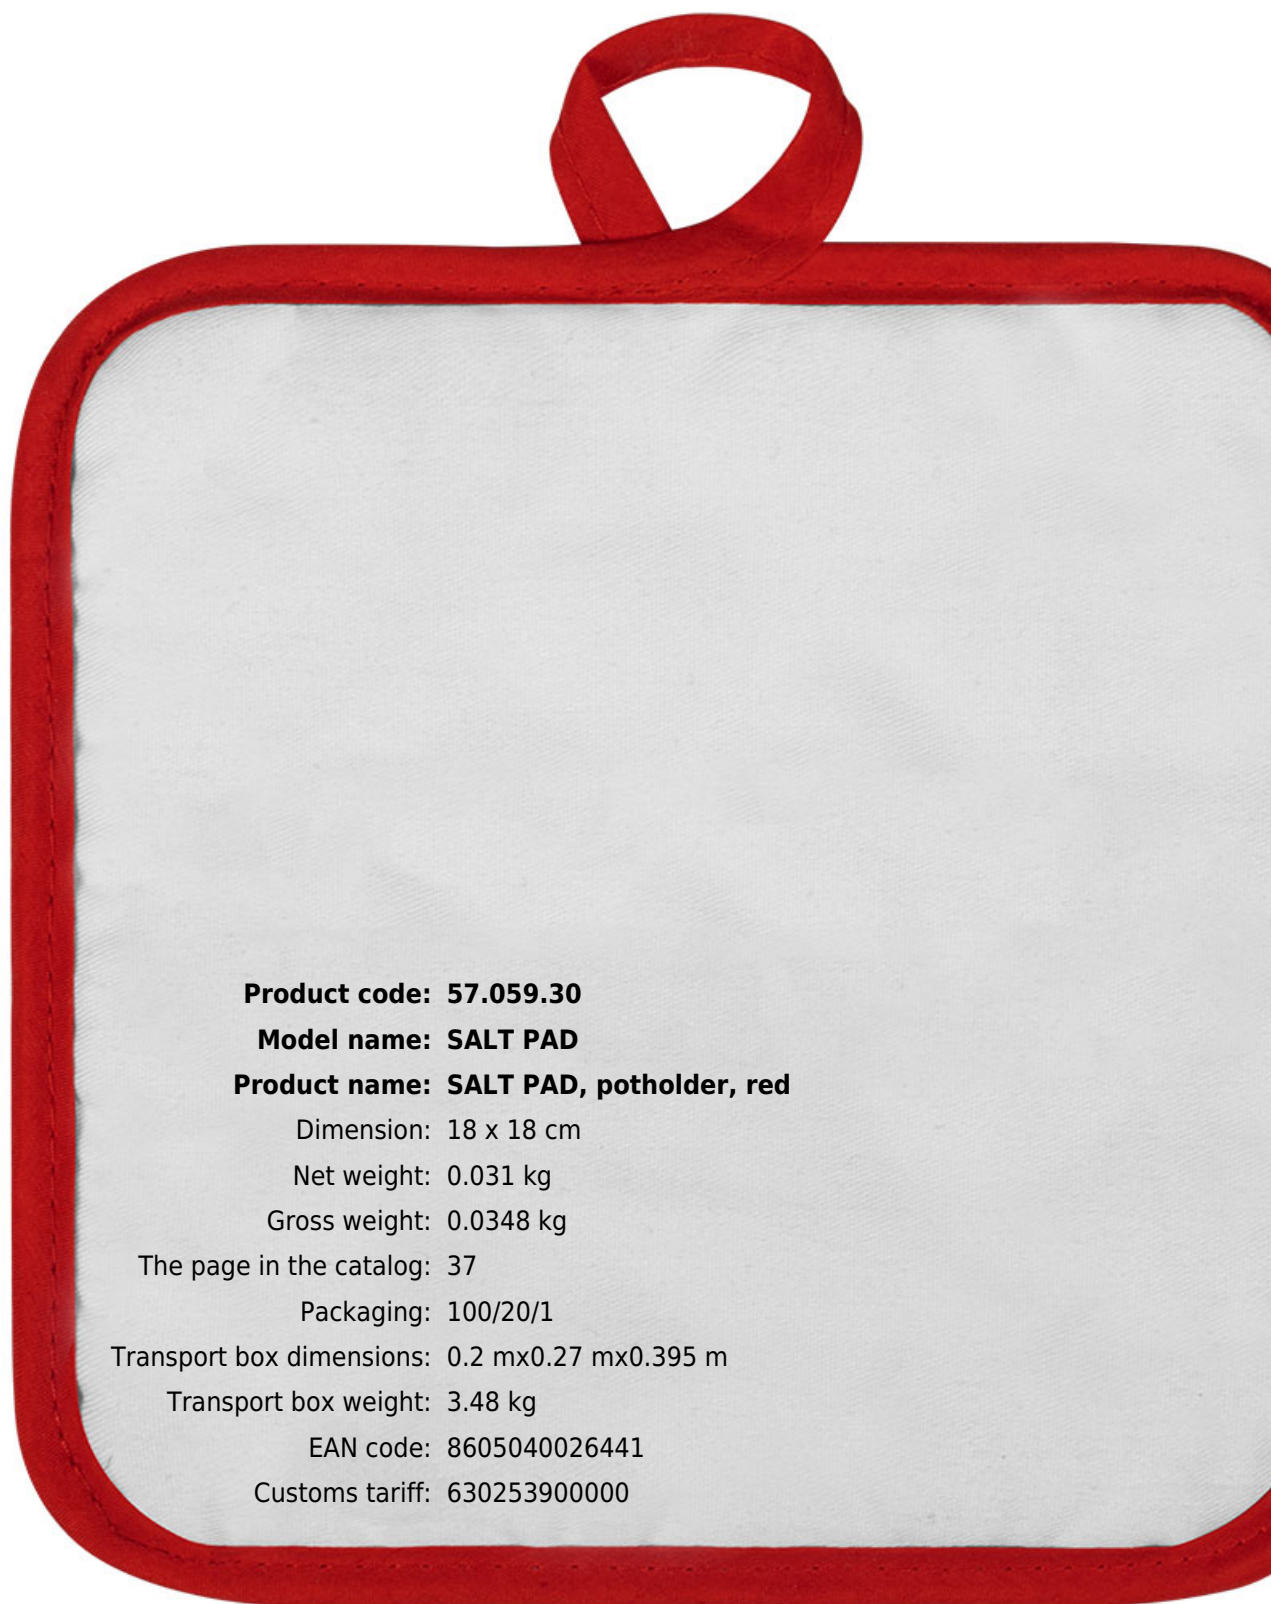 Product code: 57.059.30
Model name: SALT PAD
Product name: SALT PAD, potholder, red
Dimension: 18 x 18 cm
Net weight: 0.031 kg
Gross weight: 0.0348 kg
The page in the catalog: 37
Packaging: 100/20/1
Transport box dimensions: 0.2 mx0.27 mx0.395 m
Transport box weight: 3.48 kg
EAN code: 8605040026441
Customs tariff: 630253900000